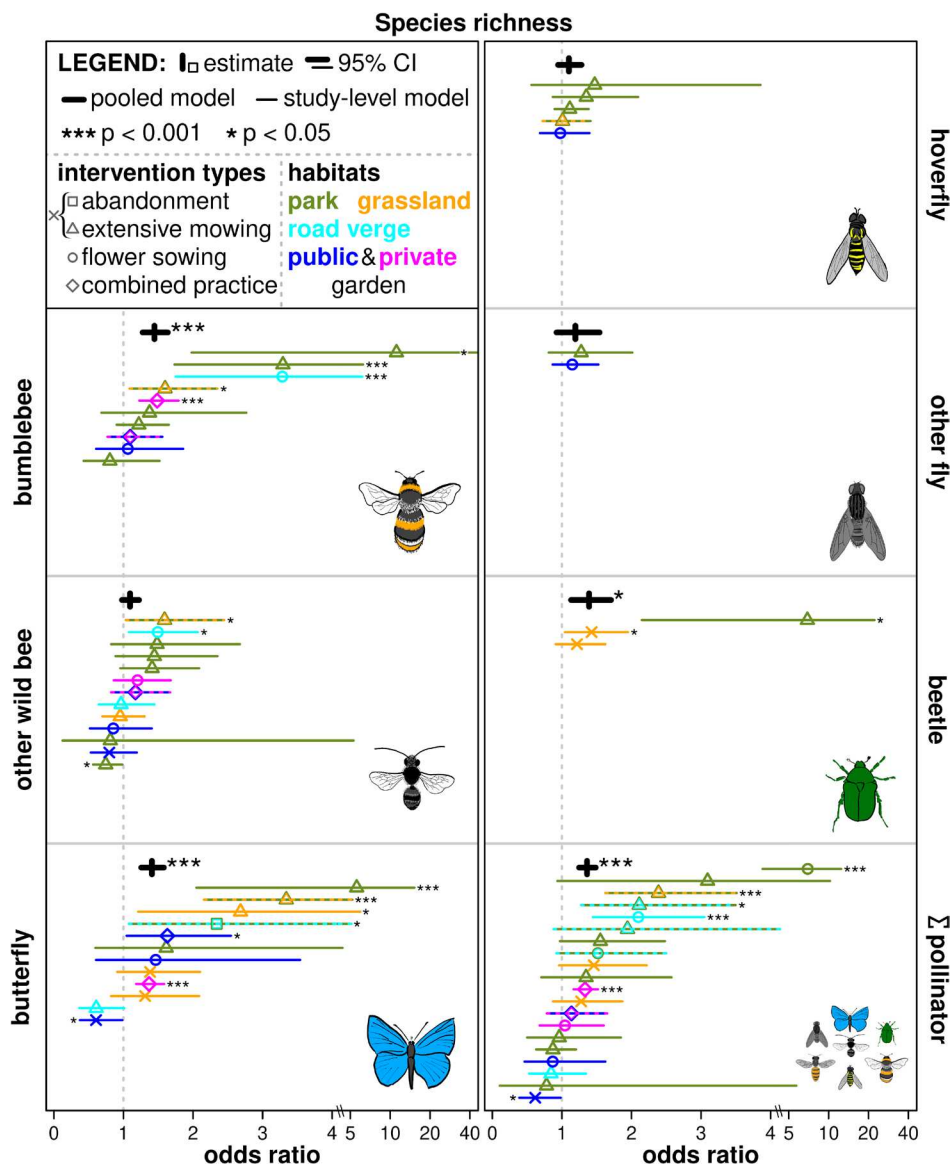 Species richness
LEGEND: estimate 95% CI
pooled model study-level model
*** p < 0.001 * p < 0.05
intervention types
× { abandonment
extensive mowing
flower sowing
combined practice
habitats
park grassland
road verge
public & private
garden
bumblebee
***
*
***
***
*
***
other wild bee
*
*
*
butterfly
***
***
***
*
*
*
***
*
0 1 2 3 4 5 20 40
odds ratio
hoverfly
other fly
beetle
*
*
*
Σ pollinator
***
***
***
*
***
***
*
0 1 2 3 4 5 10 20 40
odds ratio